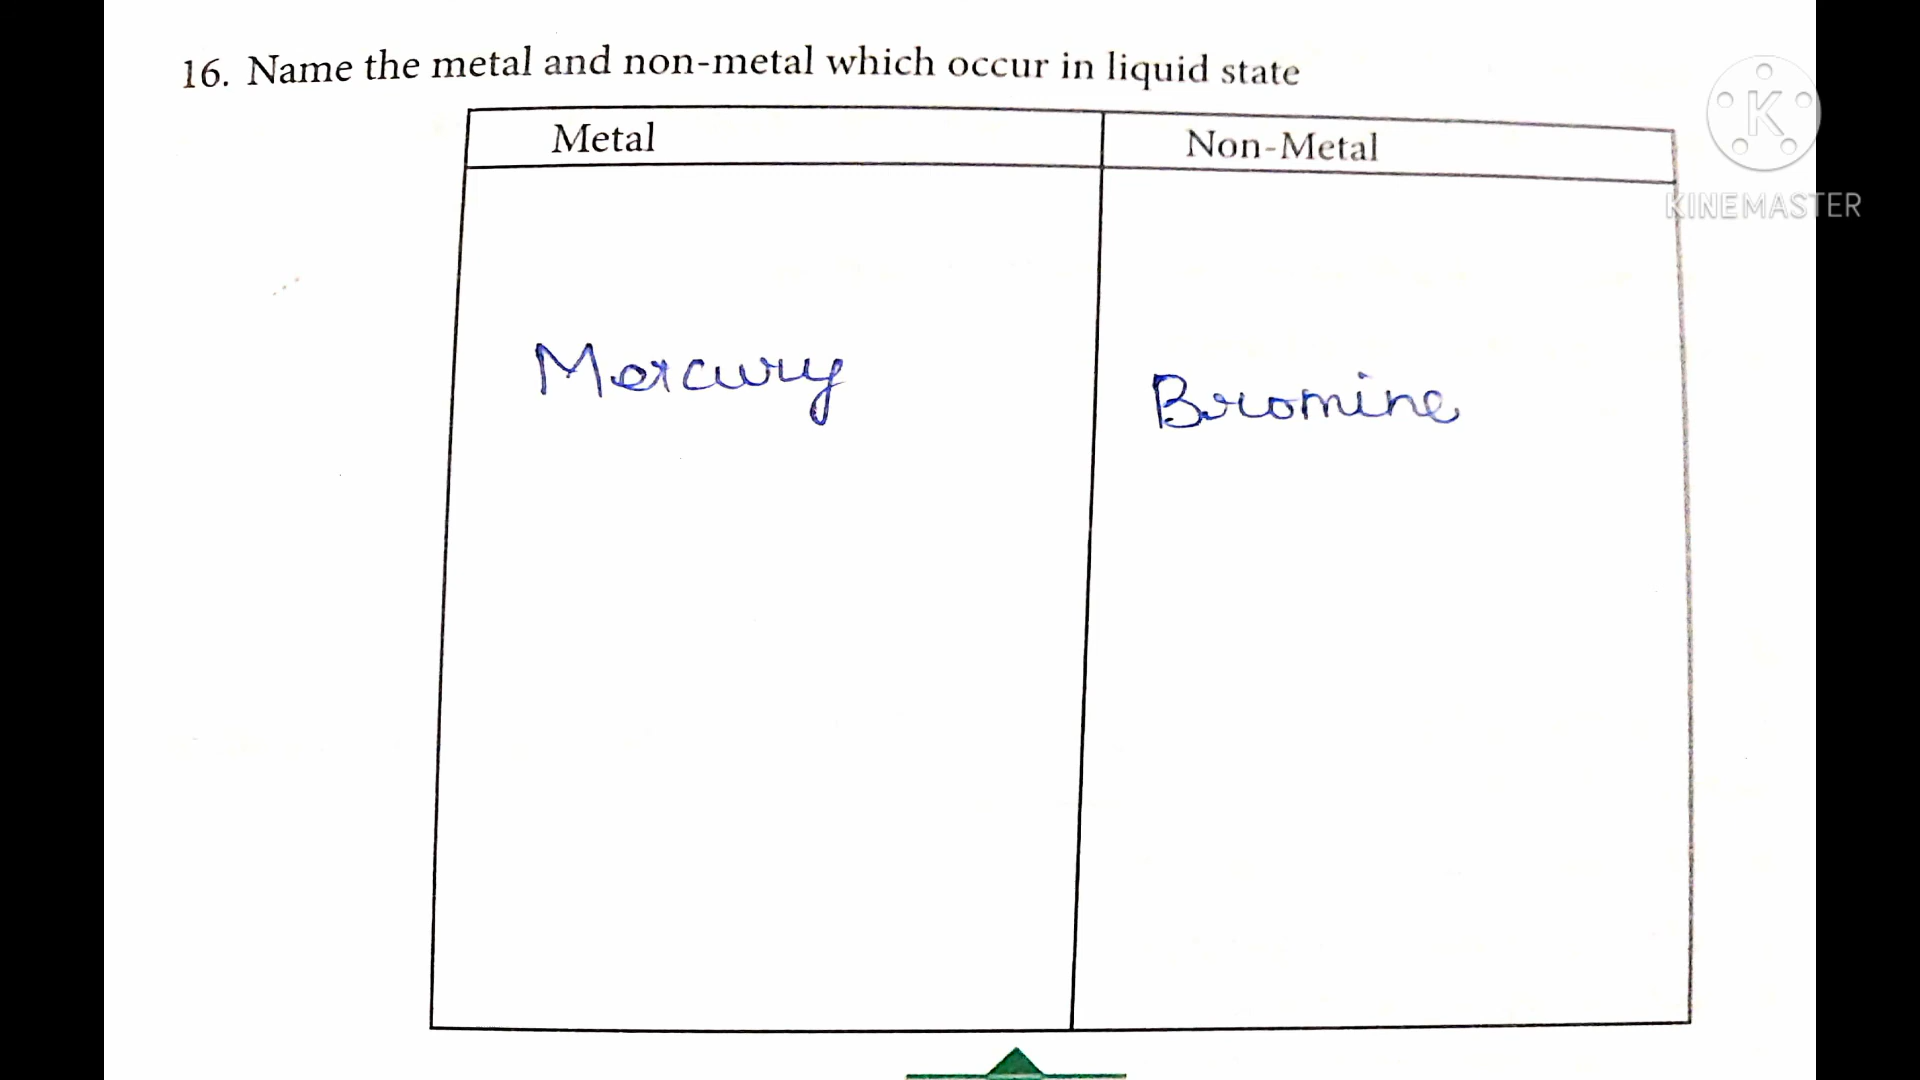 16. Name the metal and non-metal which occur in liquid state
Metal
Non-Metal
K
KINEMASTER
Mercury
Bromine